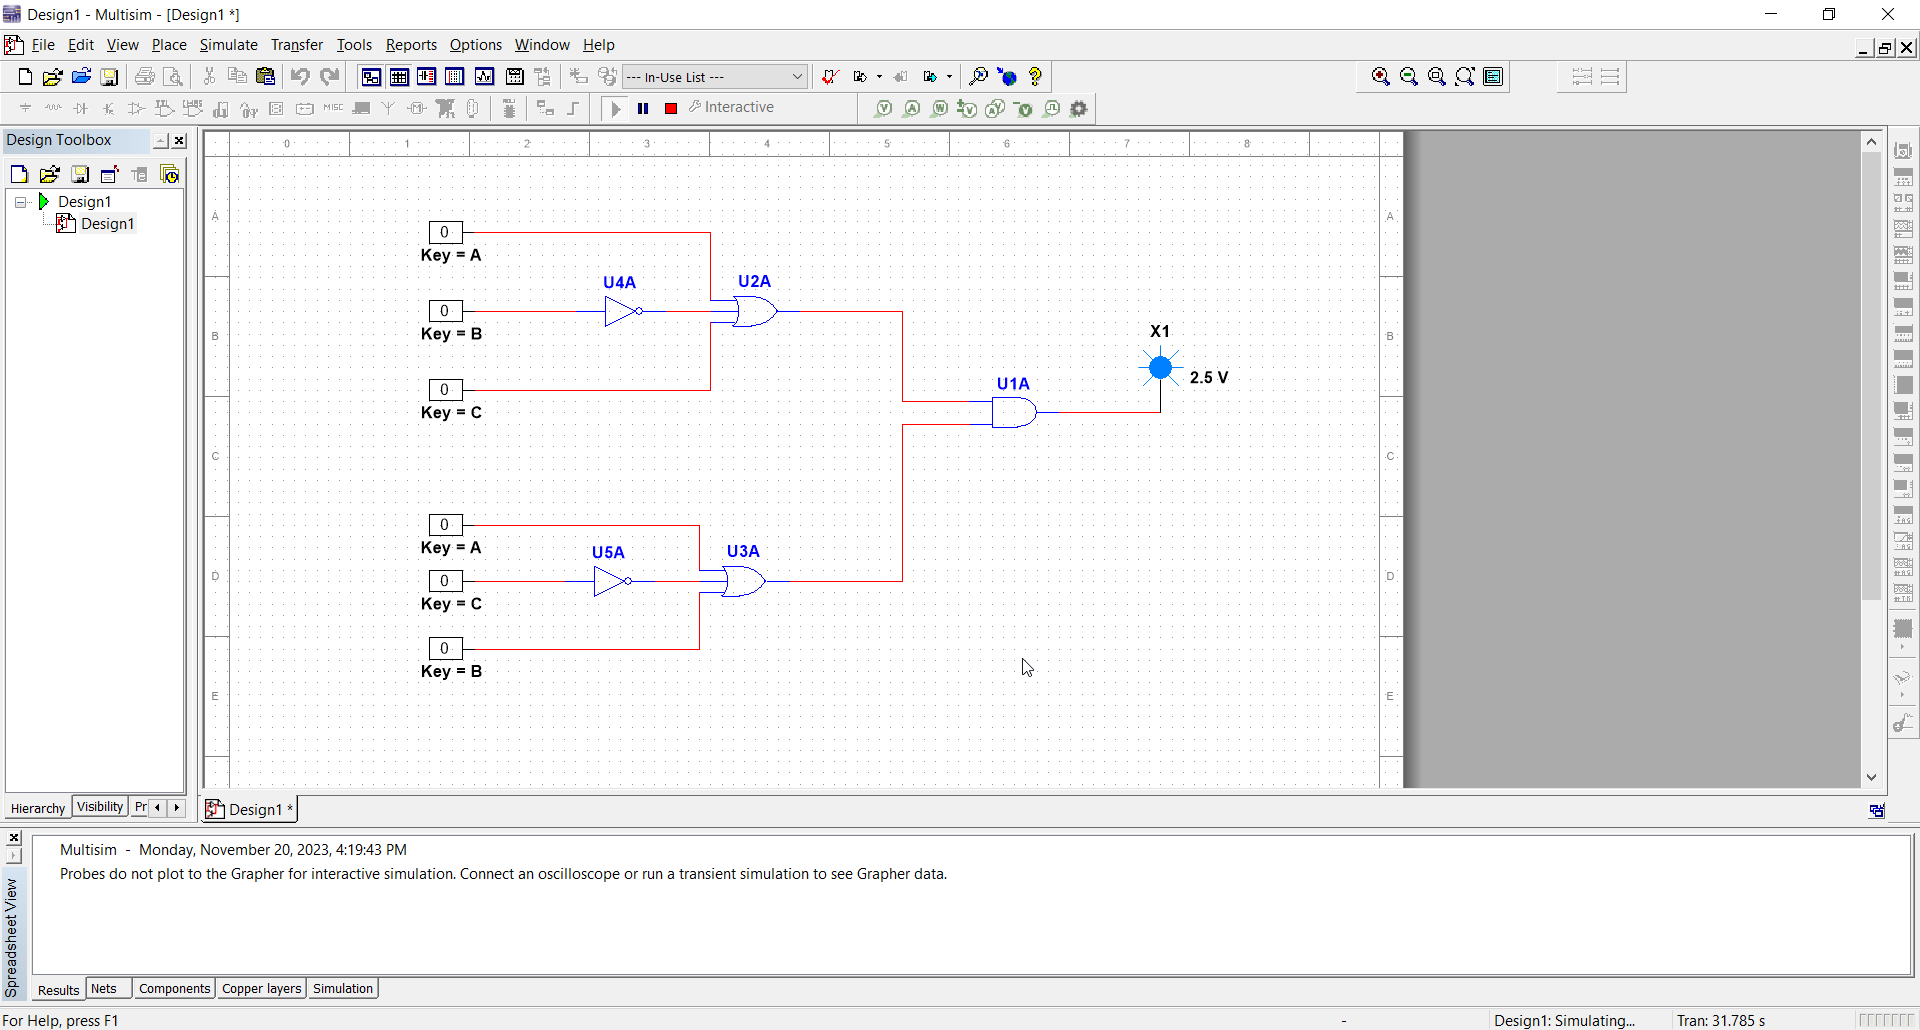 Design1 - Multisim - [Design1 *]
File Edit View Place Simulate Transfer Tools Reports Options Window Help
--- In-Use List ---
MISC Interactive
V A W V AV V
Design Toolbox
Design1
Design1
0 1 2 3 4 5 6 7 8
A A
0
Key = A
U4A U2A
0
Key = B
B B
X1
2.5 V
0
Key = C
U1A
C C
0
Key = A
U5A U3A
D D
0
Key = C
0
Key = B
E E
Hierarchy Visibility Pr
Design1 *
Multisim - Monday, November 20, 2023, 4:19:43 PM
Probes do not plot to the Grapher for interactive simulation. Connect an oscilloscope or run a transient simulation to see Grapher data.
Spreadsheet View
Results Nets Components Copper layers Simulation
For Help, press F1 - Design1: Simulating... Tran: 31.785 s